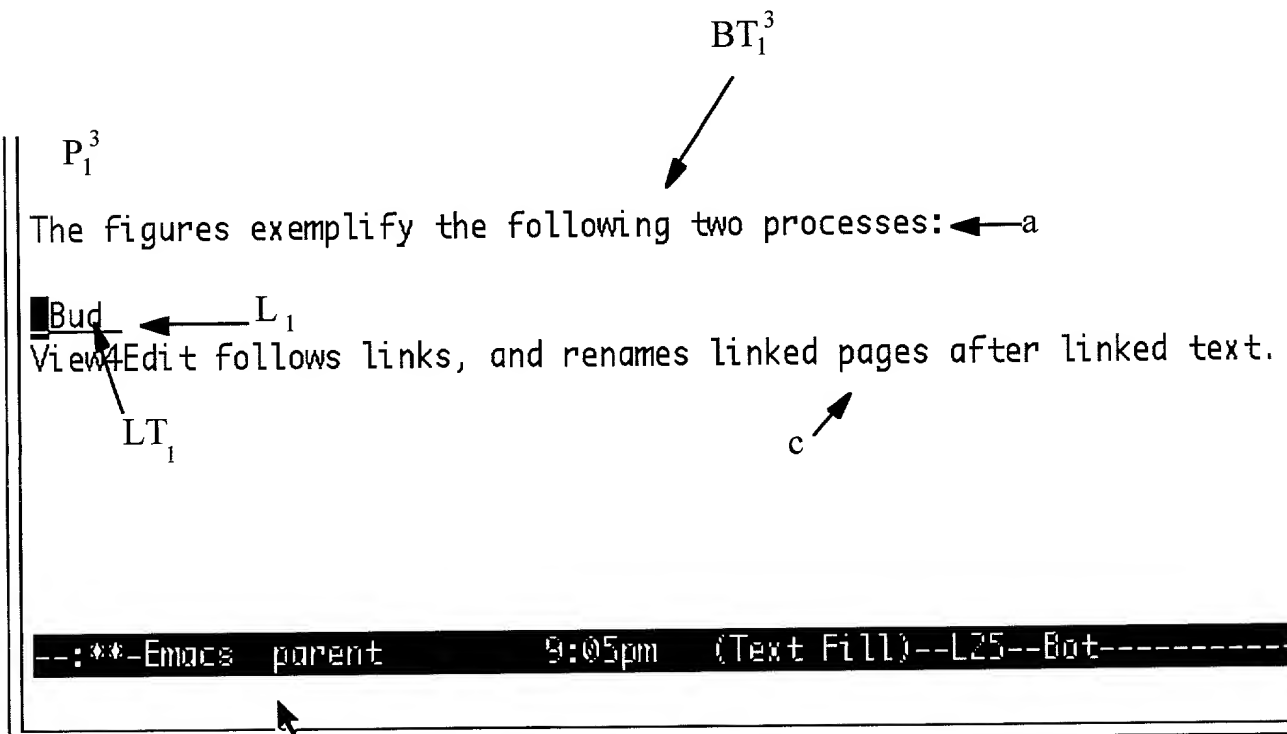 BT₁³
P₁³
The figures exemplify the following two processes: a
Bud L₁
View4Edit follows links, and renames linked pages after linked text.
LT₁ c
--:**-Emacs parent 9:05pm (Text Fill)--L25--Bot-----------